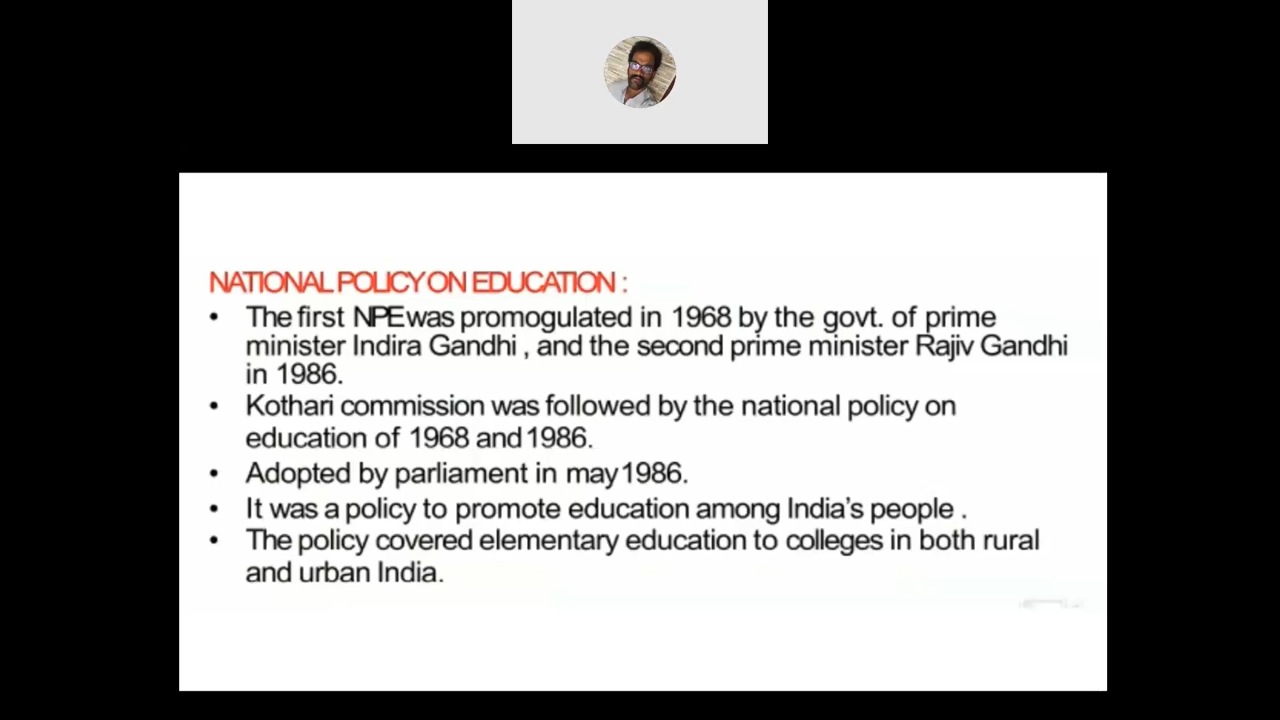 NATIONAL POLICY ON EDUCATION :
• The first NPE was promogulated in 1968 by the govt. of prime
minister Indira Gandhi , and the second prime minister Rajiv Gandhi
in 1986.
• Kothari commission was followed by the national policy on
education of 1968 and 1986.
• Adopted by parliament in may 1986.
• It was a policy to promote education among India's people .
• The policy covered elementary education to colleges in both rural
and urban India.